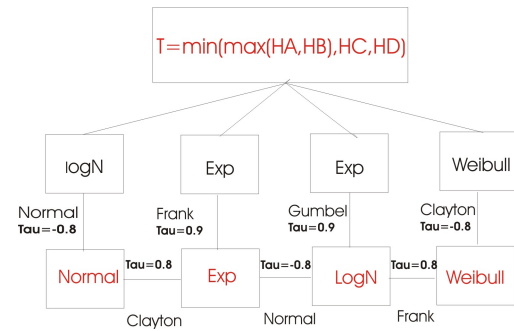 T=min(max(HA,HB),HC,HD)
logN
Exp
Exp
Weibull
Normal
Tau=-0.8
Frank
Tau=0.9
Gumbel
Tau=0.9
Clayton
Tau=-0.8
Normal
Tau=0.8
Exp
Tau=-0.8
LogN
Tau=0.8
Weibull
Clayton
Normal
Frank